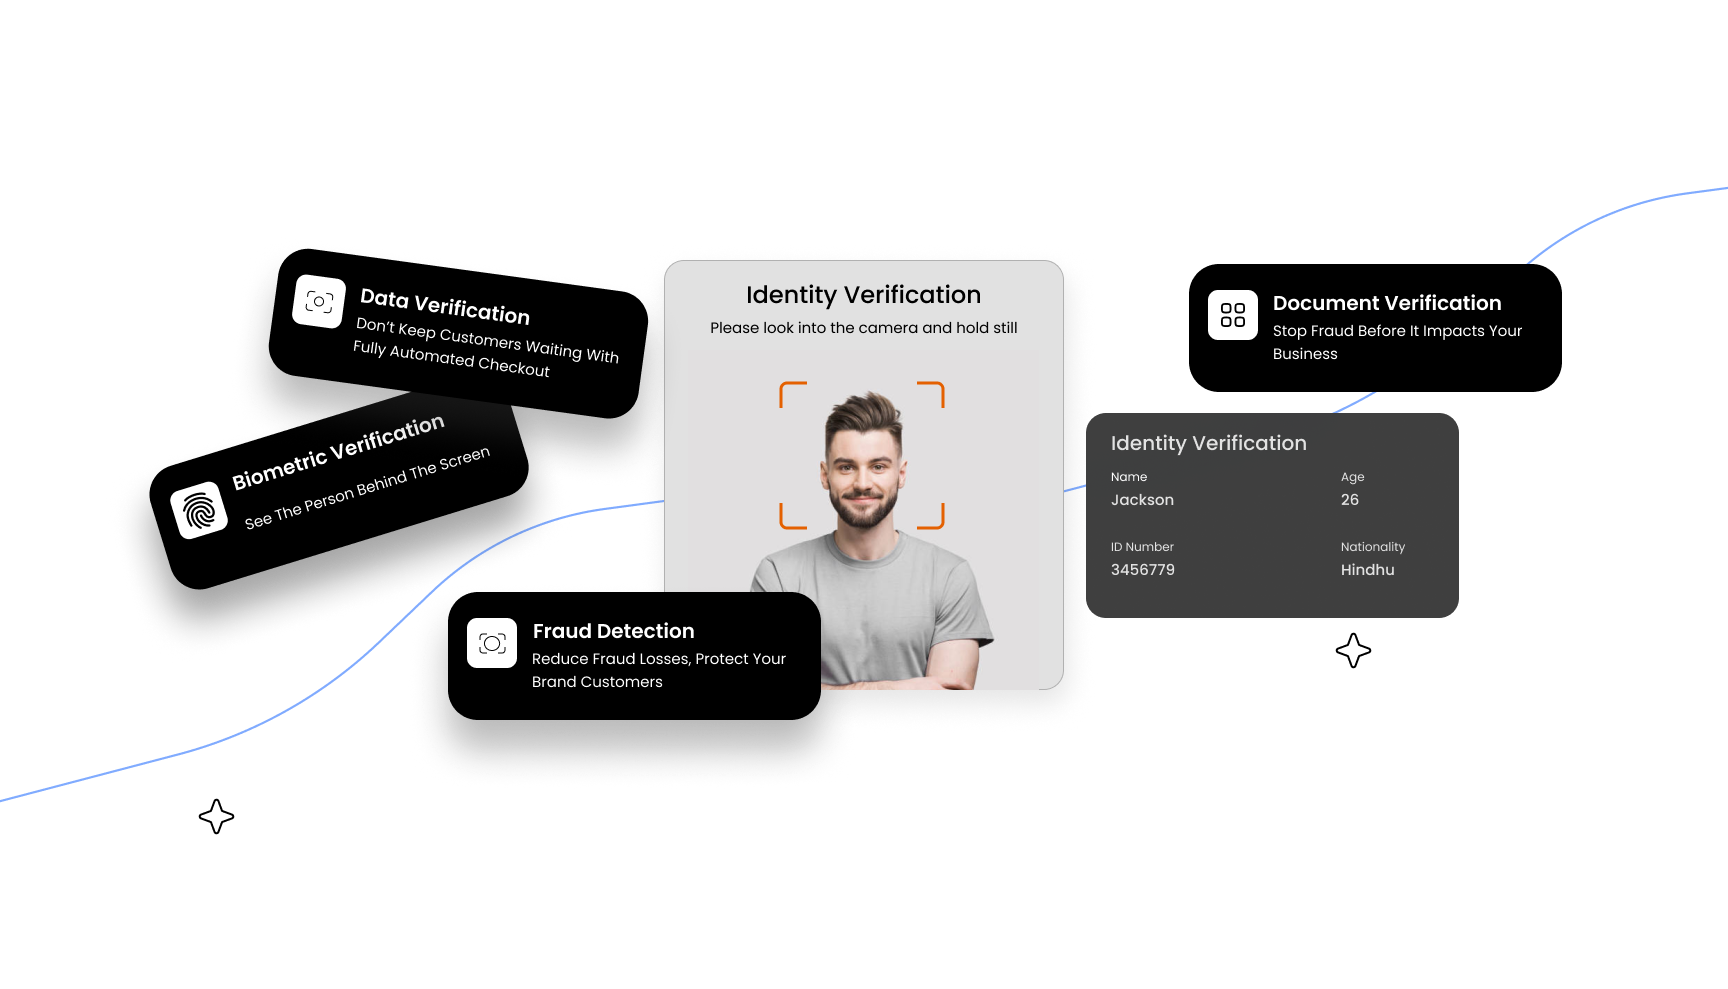 Data Verification
Don't Keep Customers Waiting With
Fully Automated Checkout
Biometric Verification
See The Person Behind The Screen
Identity Verification
Please look into the camera and hold still
Fraud Detection
Reduce Fraud Losses, Protect Your
Brand Customers
Document Verification
Stop Fraud Before It Impacts Your
Business
Identity Verification
Name
Age
Jackson
26
ID Number
Nationality
3456779
Hindhu